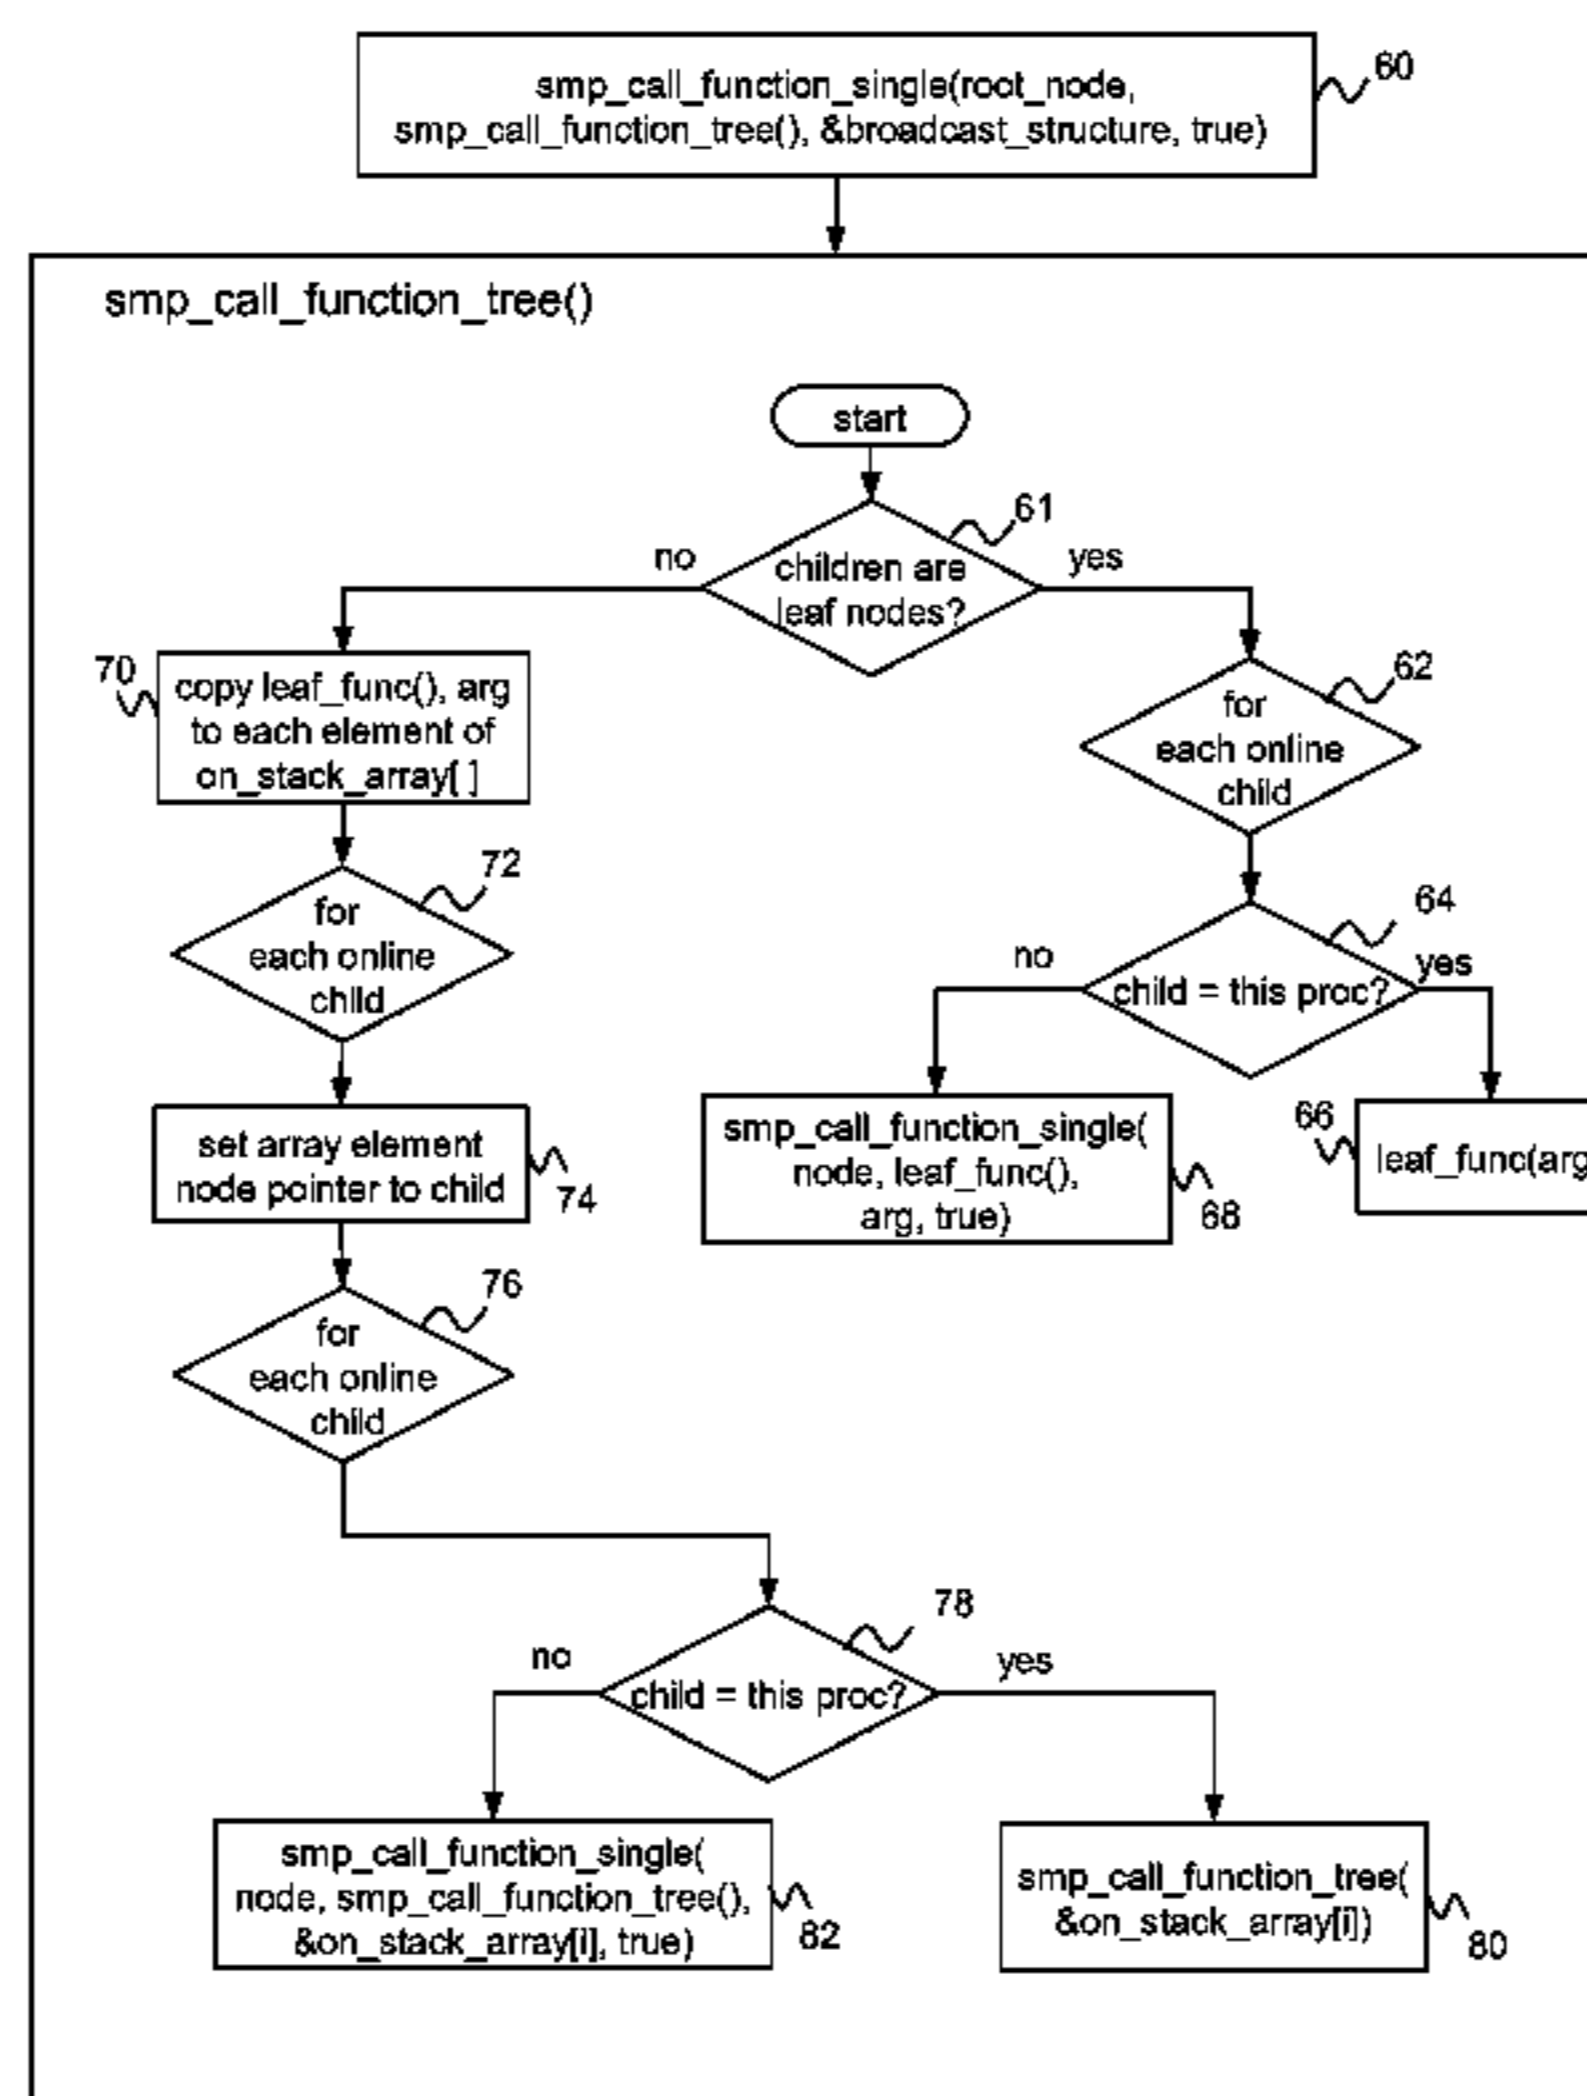 smp_call_function_single(root_node,
smp_call_function_tree(), &broadcast_structure, true)
60
smp_call_function_tree()
start
61
children are
leaf nodes?
no
yes
62
for
each online
child
70
copy leaf_func(), arg
to each element of
on_stack_array[ ]
72
for
each online
child
64
child = this proc?
no
yes
66
leaf_func(arg
smp_call_function_single(
node, leaf_func(),
arg, true)
68
set array element
node pointer to child
74
76
for
each online
child
78
child = this proc?
no
yes
smp_call_function_single(
node, smp_call_function_tree(),
&on_stack_array[i], true)
82
smp_call_function_tree(
&on_stack_array[i])
80